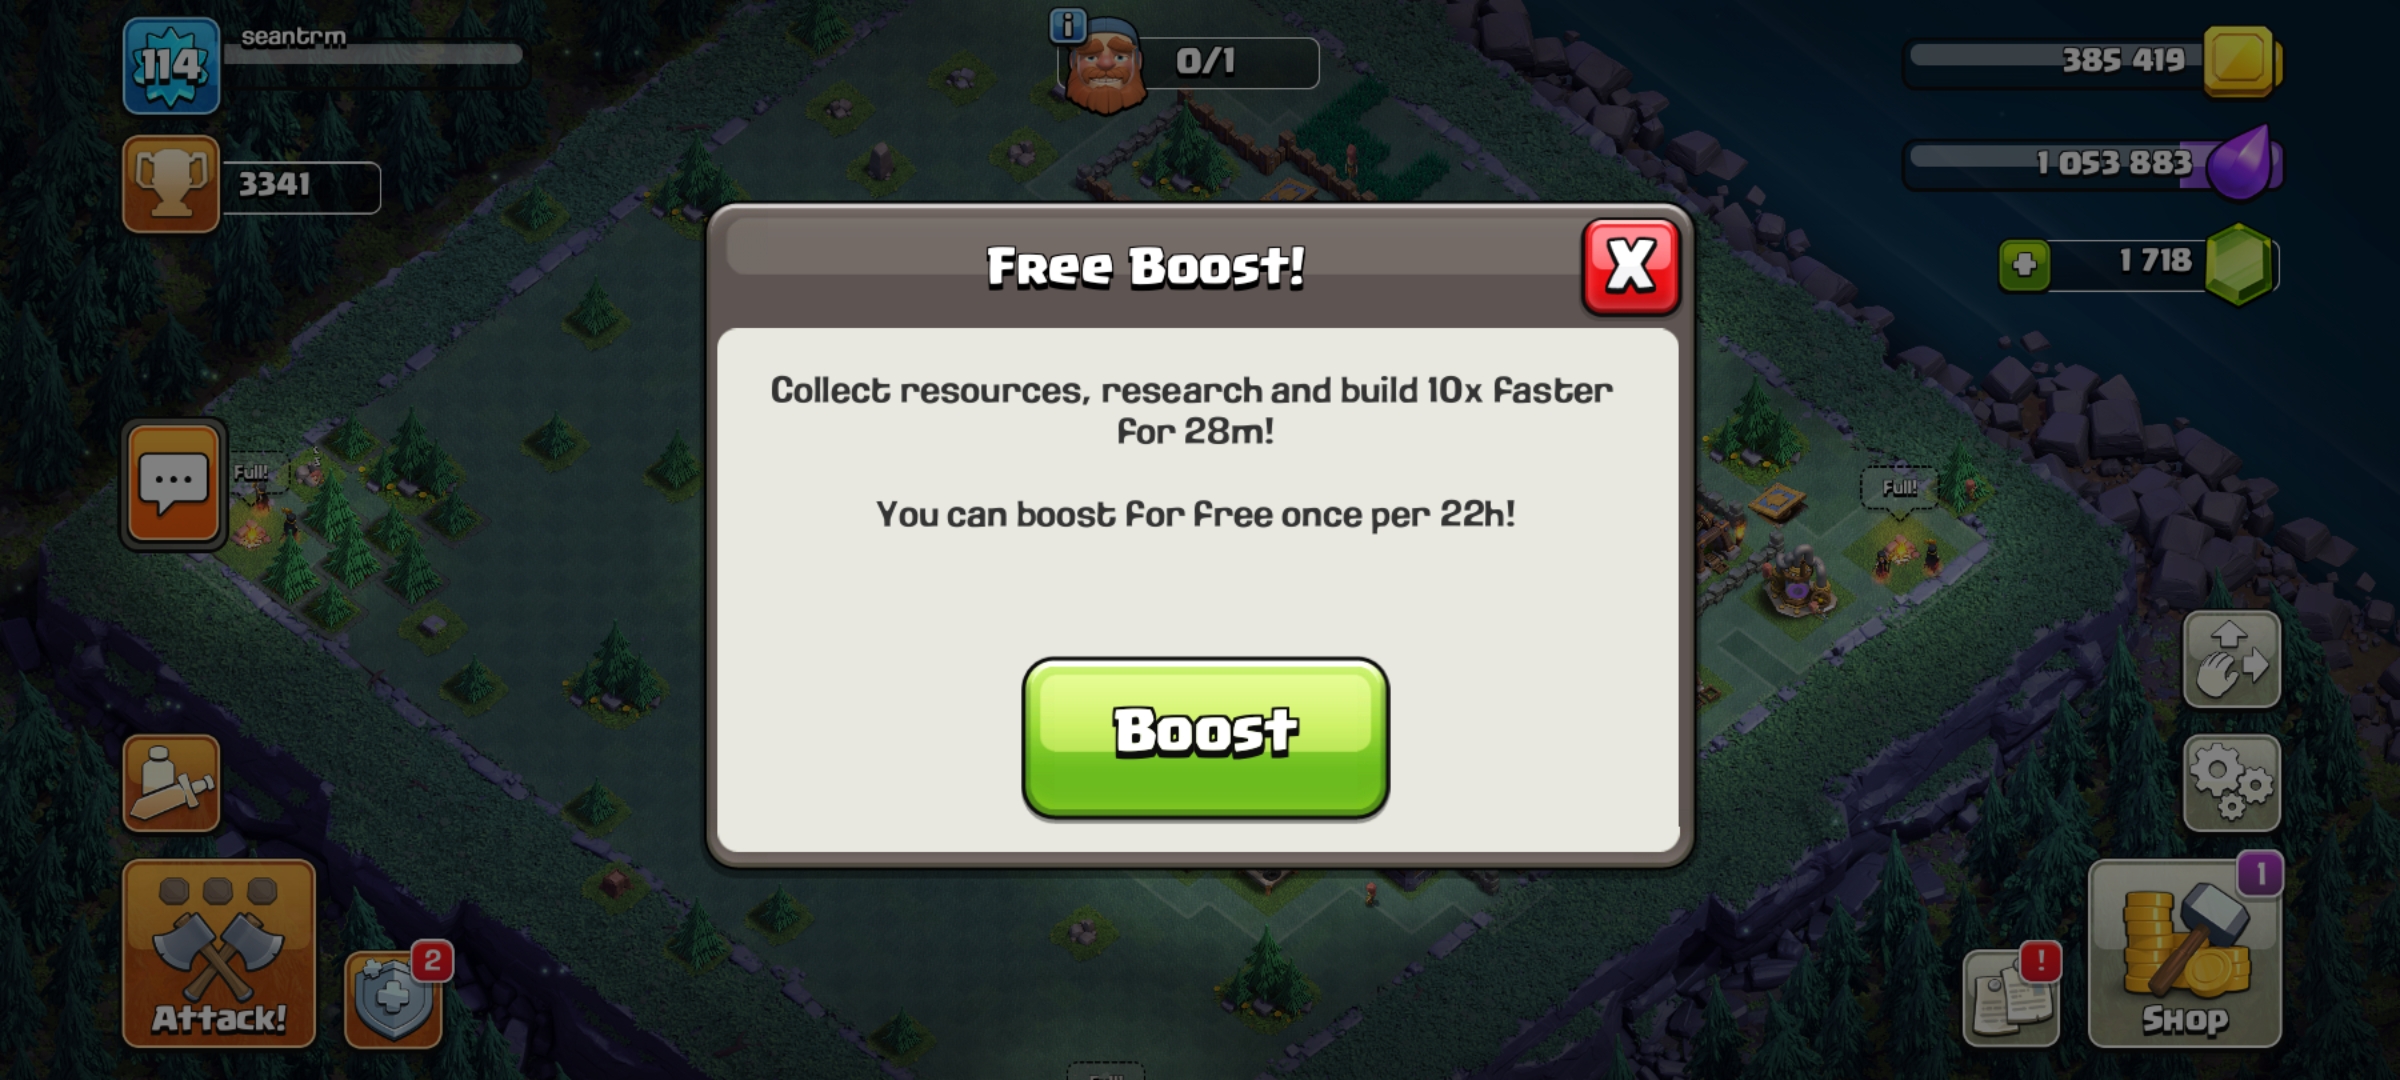 114
seantrm
i
0/1
385 419
3341
1 053 883
1 718
Free Boost!
X
Collect resources, research and build 10x faster
for 28m!
You can boost for free once per 22h!
Full!
Full!
Boost
2
Attack!
!
1
Shop
Full!